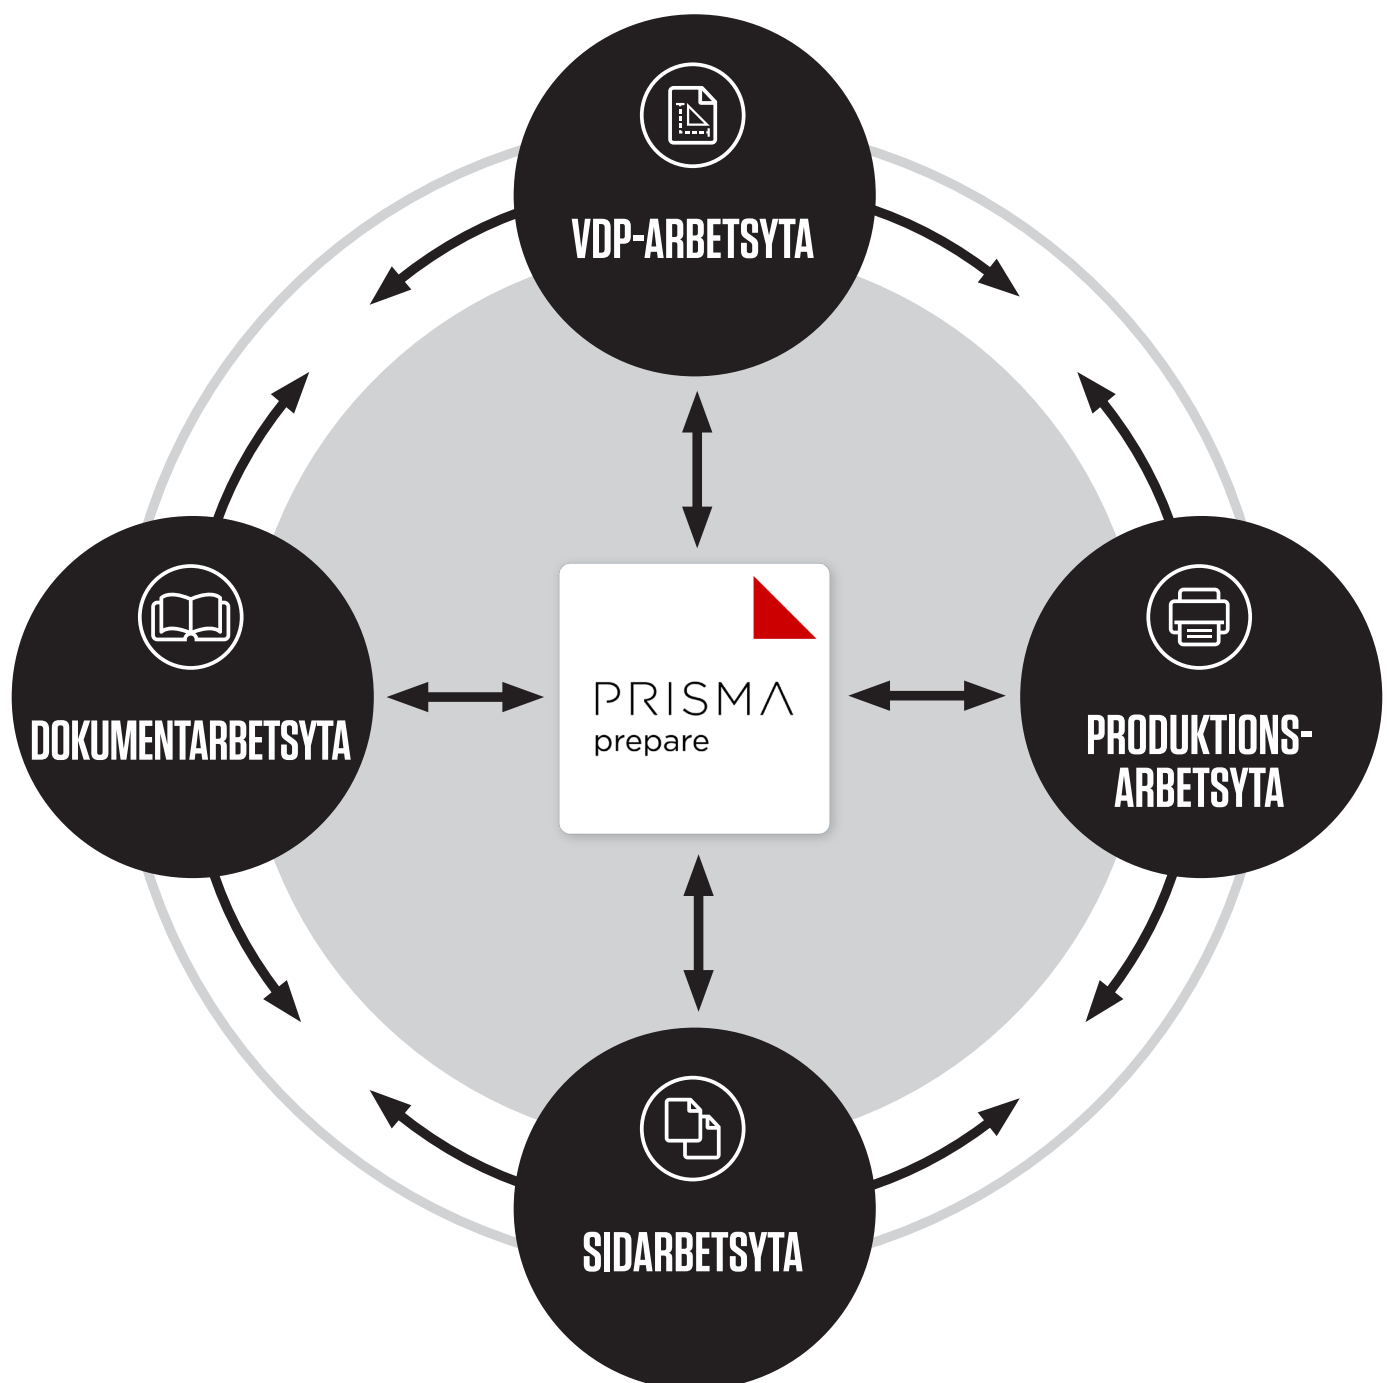 VDP-ARBETSYTA
DOKUMENTARBETSYTA
PRISMA
prepare
PRODUKTIONS-
ARBETSYTA
SIDARBETSYTA